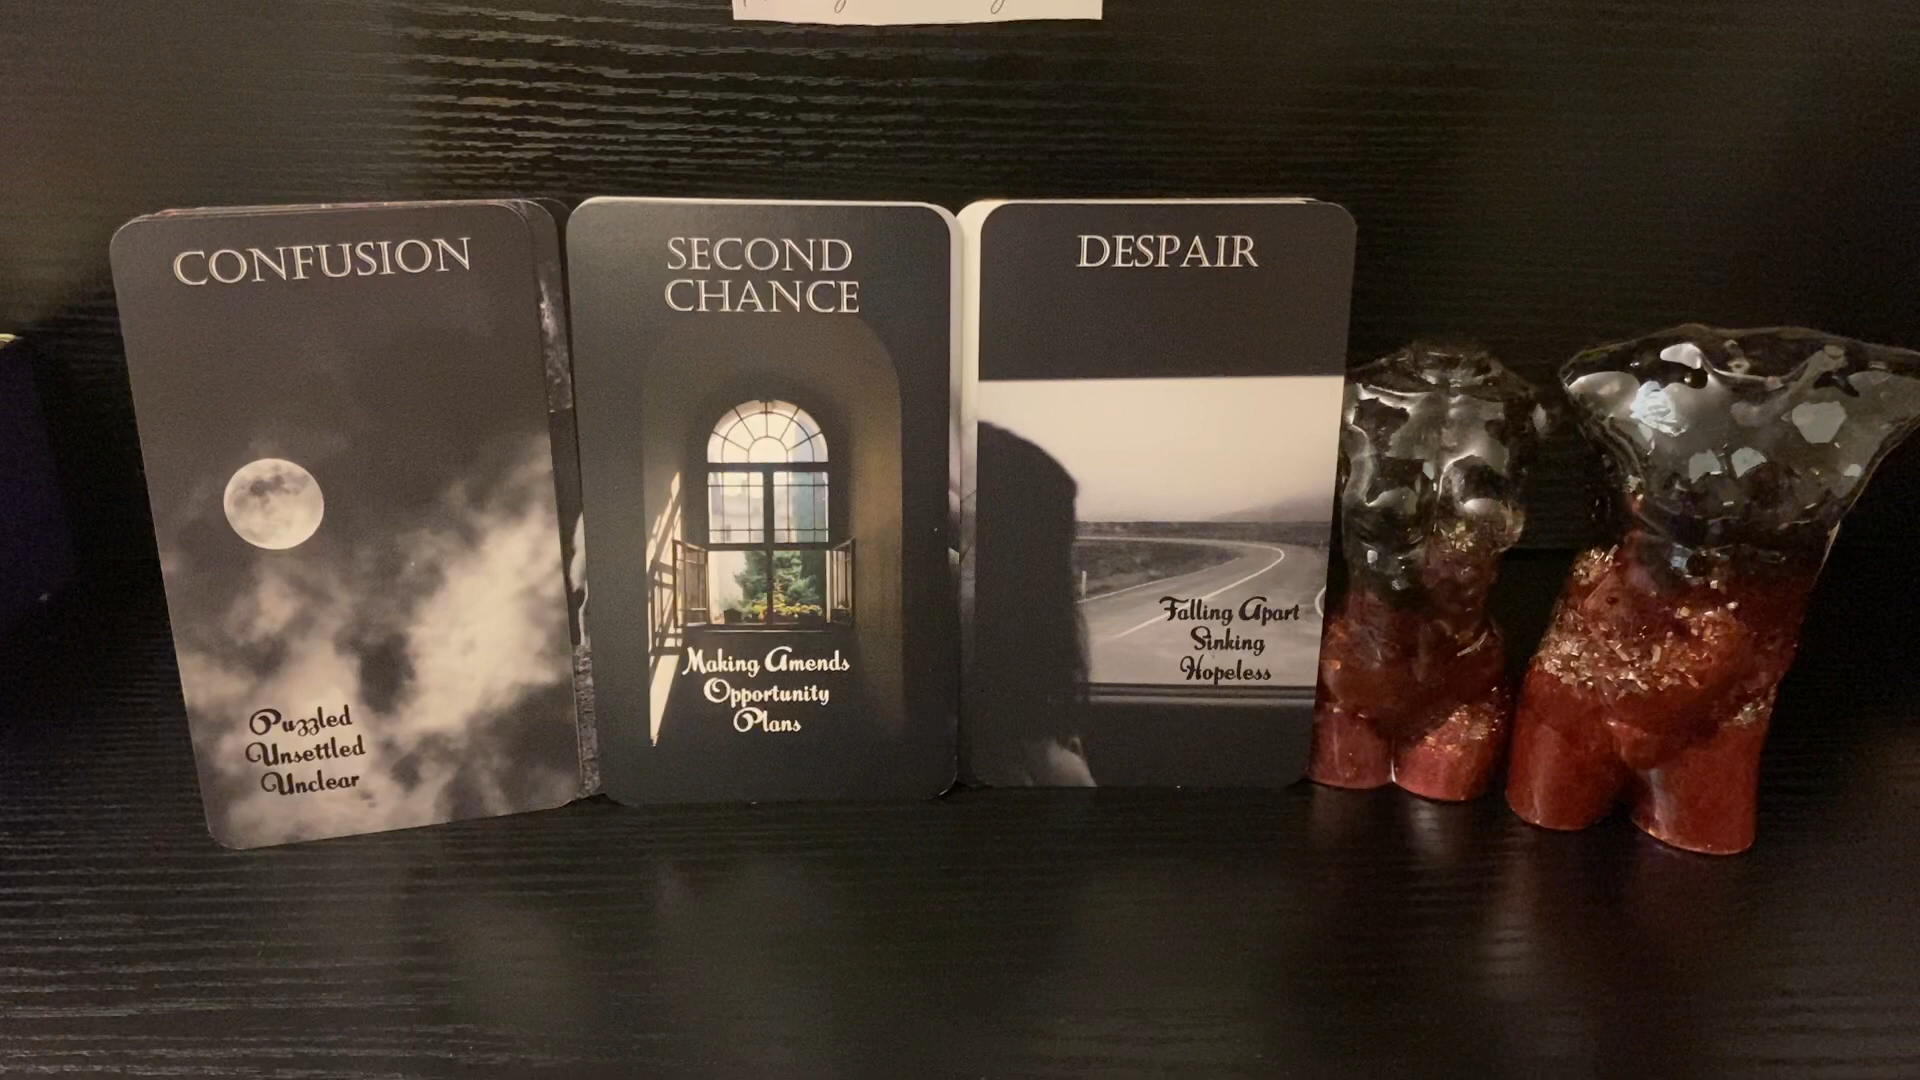 CONFUSION
Puzzled
Unsettled
Unclear
SECOND
CHANCE
Making Amends
Opportunity
Plans
DESPAIR
Falling Apart
Sinking
Hopeless